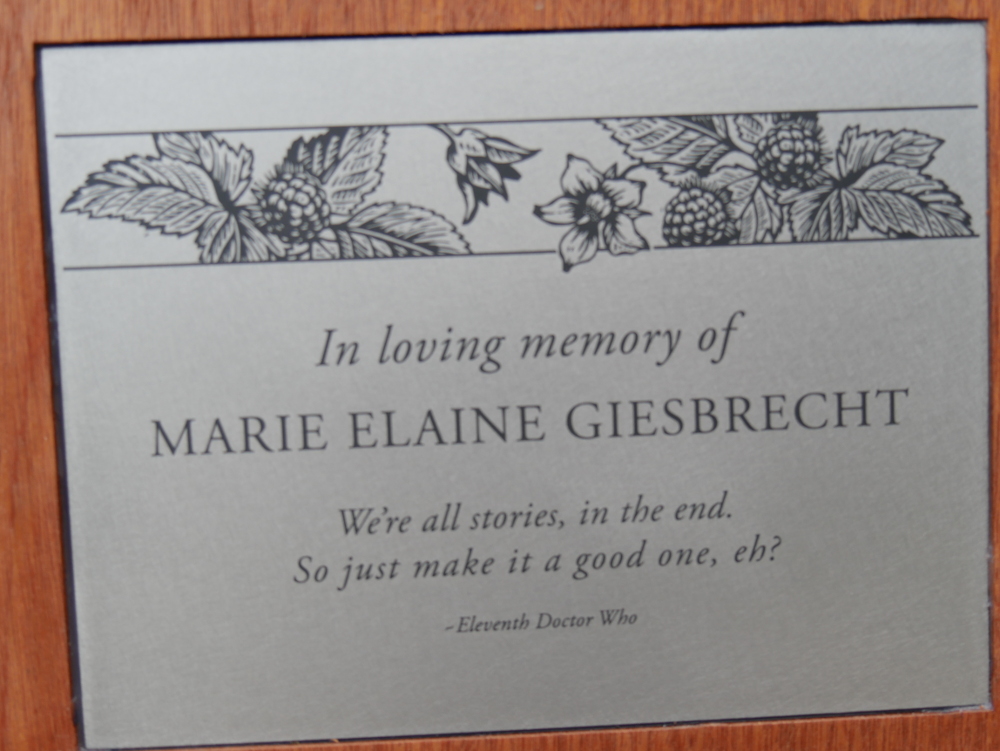 In loving memory of
MARIE ELAINE GIESBRECHT
We're all stories, in the end.
So just make it a good one, eh?
-Eleventh Doctor Who